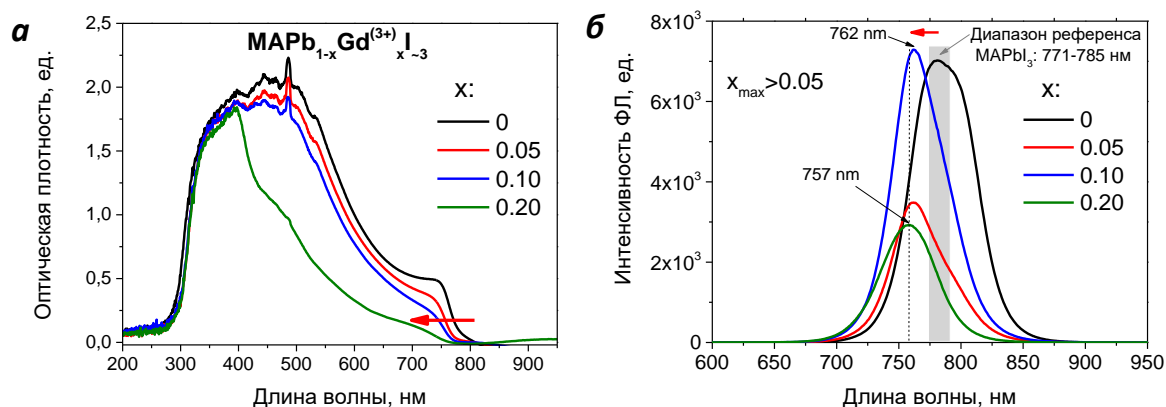 а
MAPb1-xGd(3+)xI~3
Оптическая плотность, ед.
2,5
2,0
1,5
1,0
0,5
0,0
x:
0
0.05
0.10
0.20
200 300 400 500 600 700 800 900
Длина волны, нм
б
762 nm
Диапазон референса
MAPbI3: 771-785 нм
xmax>0.05
757 nm
Интенсивность ФЛ, ед.
8x10³
6x10³
4x10³
2x10³
0
x:
0
0.05
0.10
0.20
600 650 700 750 800 850 900 950
Длина волны, нм